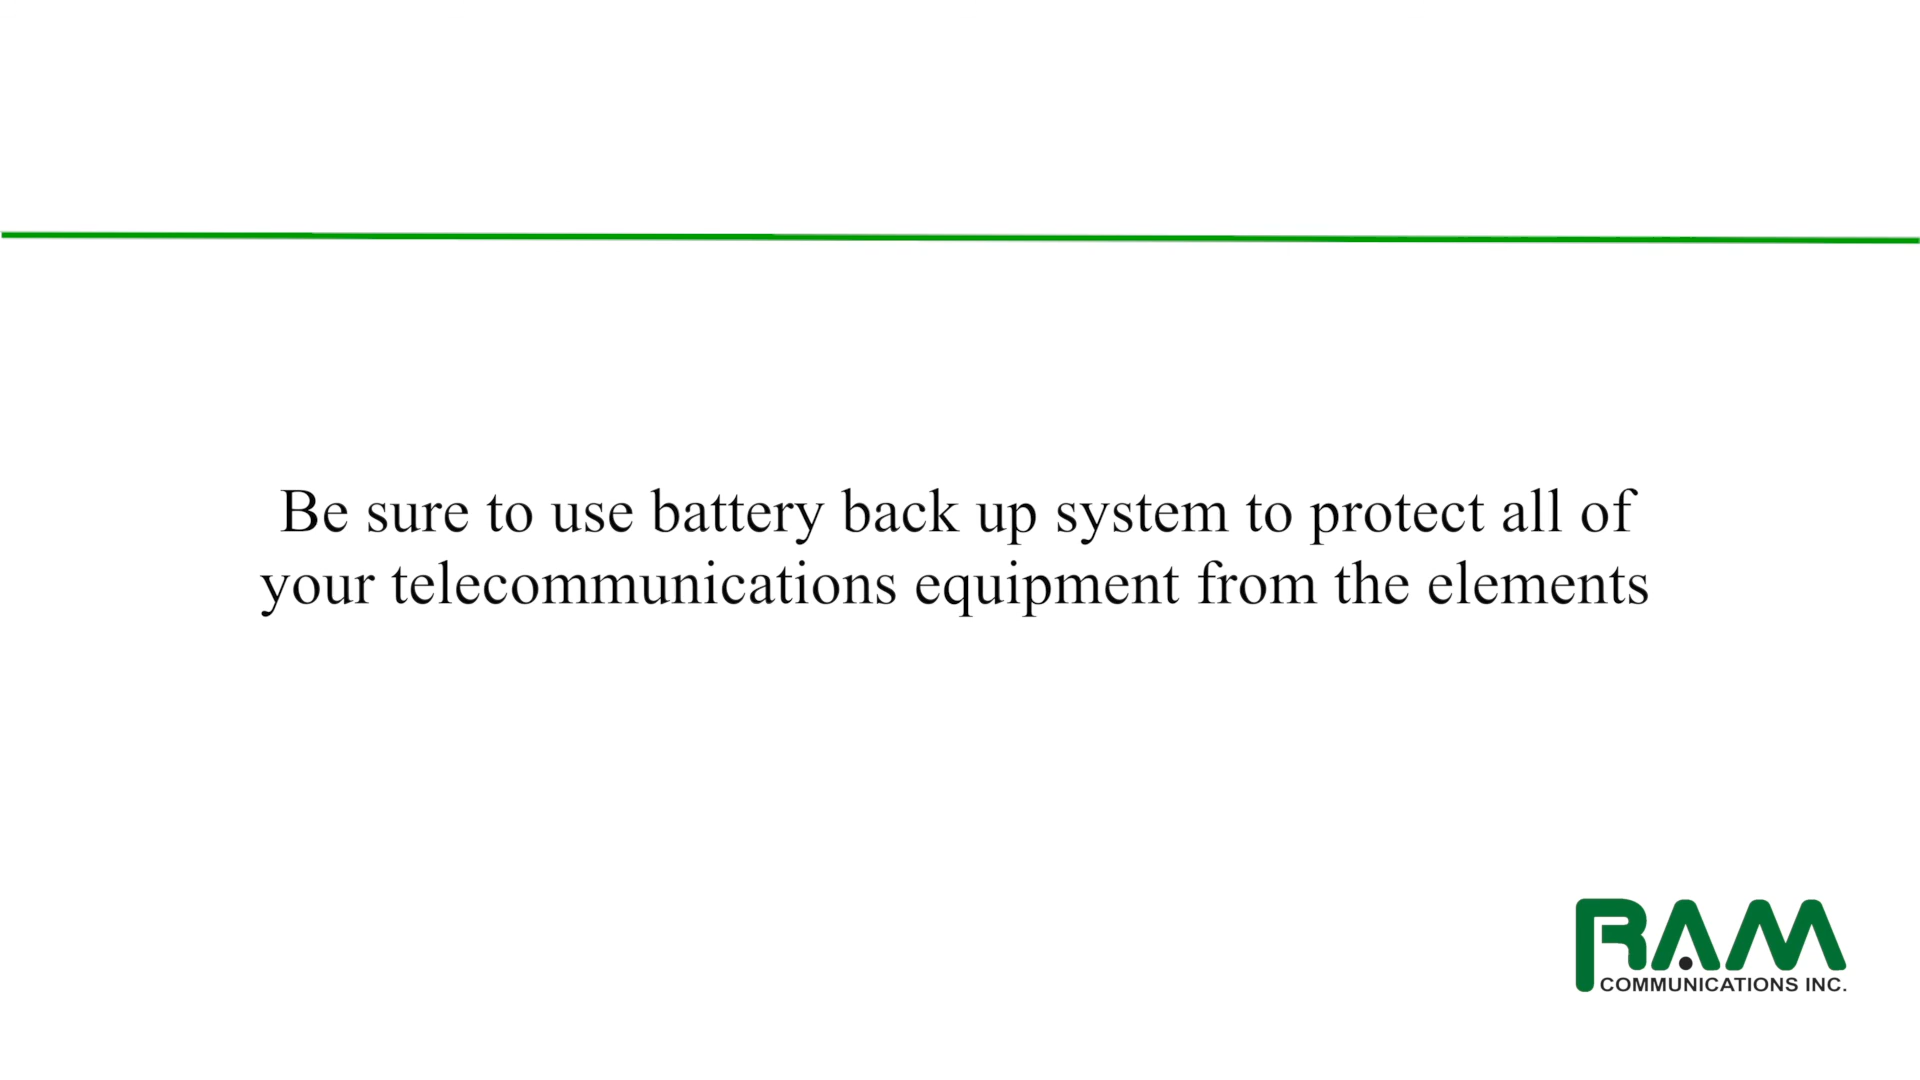 Be sure to use battery back up system to protect all of
your telecommunications equipment from the elements
RAM
COMMUNICATIONS INC.